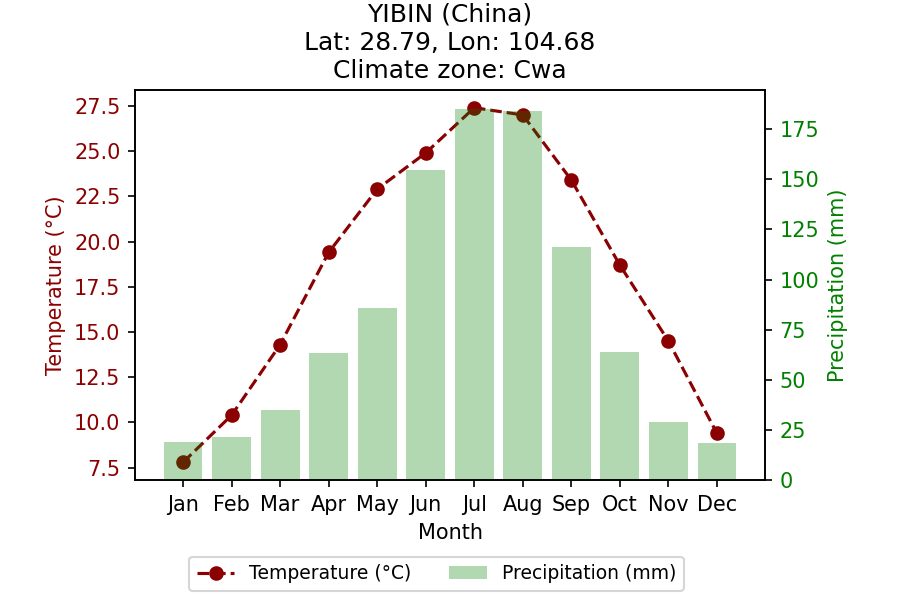 YIBIN (China)
Lat: 28.79, Lon: 104.68
Climate zone: Cwa
27.5
25.0
22.5
20.0
17.5
15.0
12.5
10.0
7.5
Temperature (°C)
175
150
125
100
75
50
25
0
Precipitation (mm)
Jan Feb Mar Apr May Jun Jul Aug Sep Oct Nov Dec
Month
Temperature (°C) Precipitation (mm)